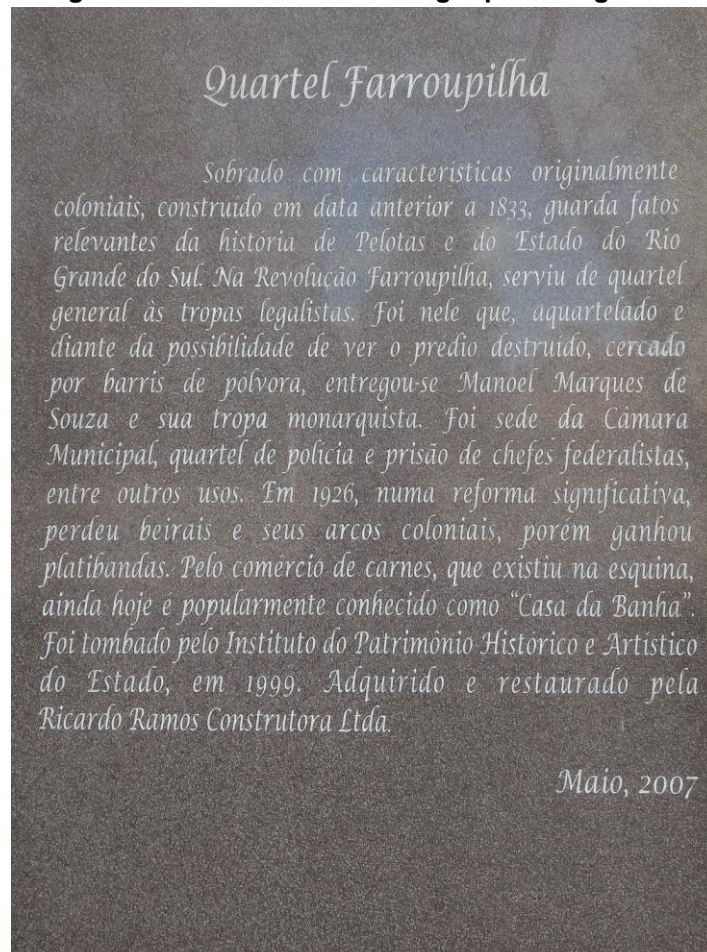 Quartel Farroupilha
Sobrado com características originalmente
coloniais, construído em data anterior a 1833, guarda fatos
relevantes da história de Pelotas e do Estado do Rio
Grande do Sul. Na Revolução Farroupilha, serviu de quartel
general às tropas legalistas. Foi nele que, aquartelado e
diante da possibilidade de ver o predio destruído, cercado
por barris de pólvora, entregou-se Manoel Marques de
Souza e sua tropa monarquista. Foi sede da Câmara
Municipal, quartel de polícia e prisão de chefes federalistas,
entre outros usos. Em 1926, numa reforma significativa,
perdeu beirais e seus arcos coloniais, porém ganhou
platibandas. Pelo comércio de carnes, que existiu na esquina,
ainda hoje é popularmente conhecido como “Casa da Banha”.
Foi tombado pelo Instituto do Patrimônio Histórico e Artístico
do Estado, em 1999. Adquirido e restaurado pela
Ricardo Ramos Construtora Ltda.
Maio, 2007